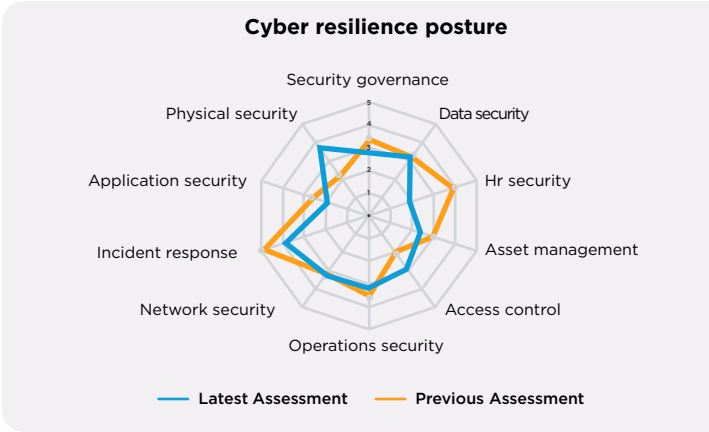 Cyber resilience posture
Security governance
Physical security
Data security
5
4
3
2
1
Application security
Hr security
Incident response
Asset management
Network security
Access control
Operations security
Latest Assessment
Previous Assessment